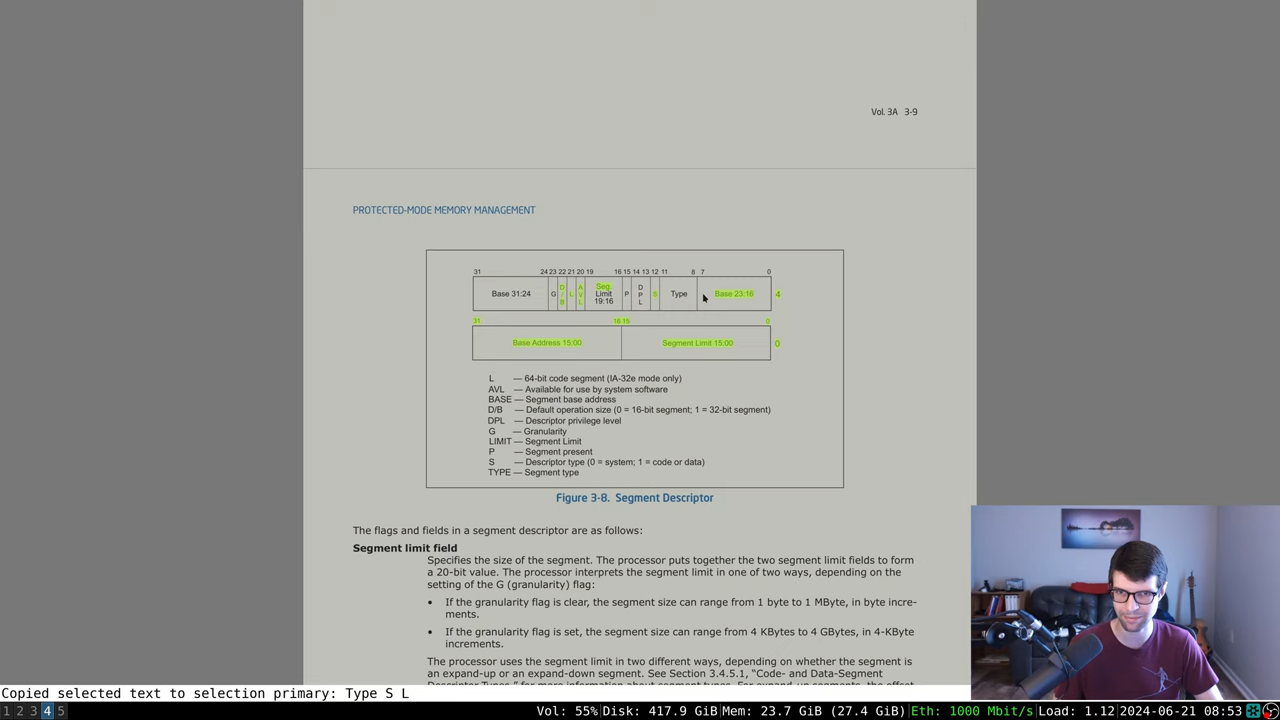 Vol. 3A 3-9
PROTECTED-MODE MEMORY MANAGEMENT
31 24 23 22 21 20 19 16 15 14 13 12 11 8 7 0
Base 31:24 G D/B L AVL Seg. Limit 19:16 P DPL S Type Base 23:16 4
31 16 15 0
Base Address 15:00 Segment Limit 15:00 0
L — 64-bit code segment (IA-32e mode only)
AVL — Available for use by system software
BASE — Segment base address
D/B — Default operation size (0 = 16-bit segment; 1 = 32-bit segment)
DPL — Descriptor privilege level
G — Granularity
LIMIT — Segment Limit
P — Segment present
S — Descriptor type (0 = system; 1 = code or data)
TYPE — Segment type
Figure 3-8. Segment Descriptor
The flags and fields in a segment descriptor are as follows:
Segment limit field
Specifies the size of the segment. The processor puts together the two segment limit fields to form
a 20-bit value. The processor interprets the segment limit in one of two ways, depending on the
setting of the G (granularity) flag:
• If the granularity flag is clear, the segment size can range from 1 byte to 1 MByte, in byte incre-
ments.
• If the granularity flag is set, the segment size can range from 4 KBytes to 4 GBytes, in 4-KByte
increments.
The processor uses the segment limit in two different ways, depending on whether the segment is
an expand-up or an expand-down segment. See Section 3.4.5.1, “Code- and Data-Segment
Descriptor Types,” for more information about segment types. For expand-up segments, the offset
Copied selected text to selection primary: Type S L
1 2 3 4 5 Vol: 55% Disk: 417.9 GiB Mem: 23.7 GiB (27.4 GiB) Eth: 1000 Mbit/s Load: 1.12 2024-06-21 08:53